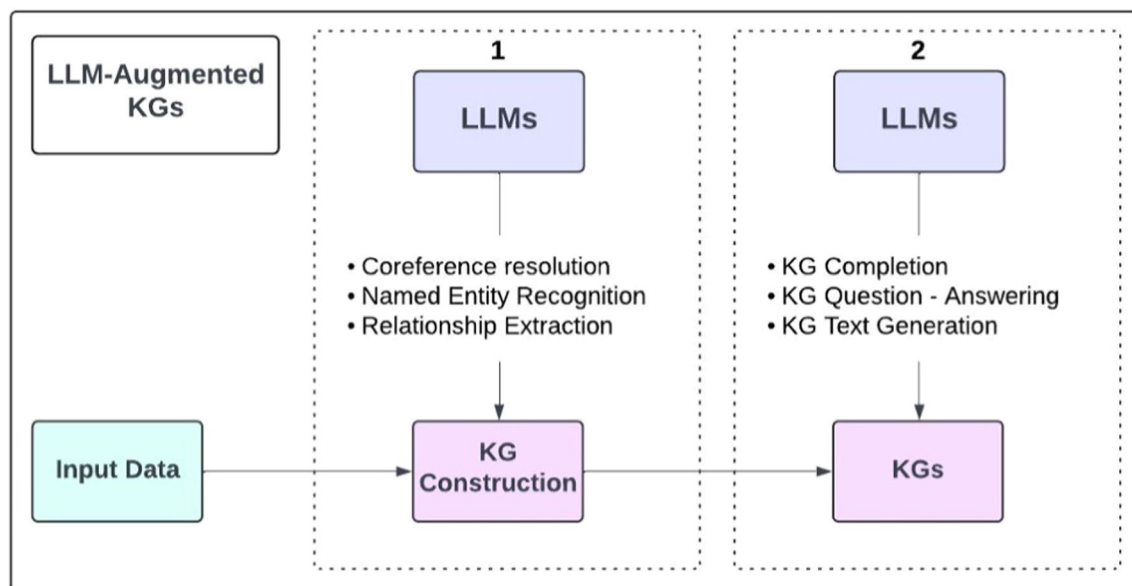 LLM-Augmented
KGs
1
LLMs
• Coreference resolution
• Named Entity Recognition
• Relationship Extraction
2
LLMs
• KG Completion
• KG Question - Answering
• KG Text Generation
Input Data
KG
Construction
KGs